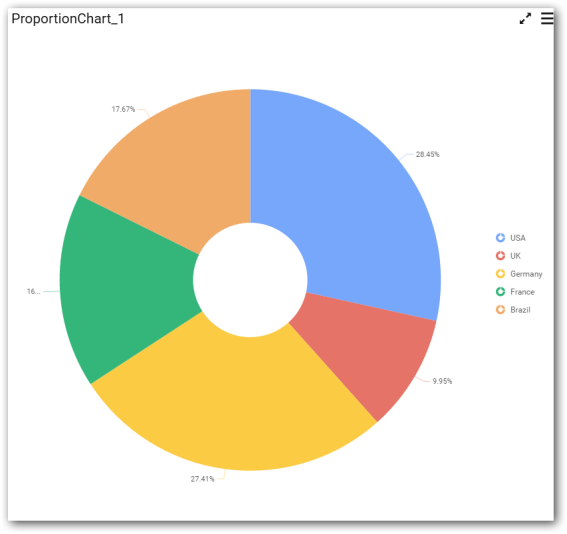 ProportionChart_1
17.67%
28.45%
USA
UK
Germany
16...
France
Brazil
9.95%
27.41%